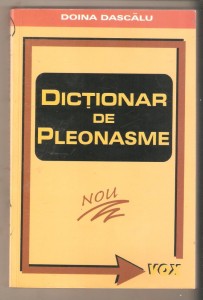 DOINA DASCĂLU
DICȚIONAR
DE
PLEONASME
NOU
VOX